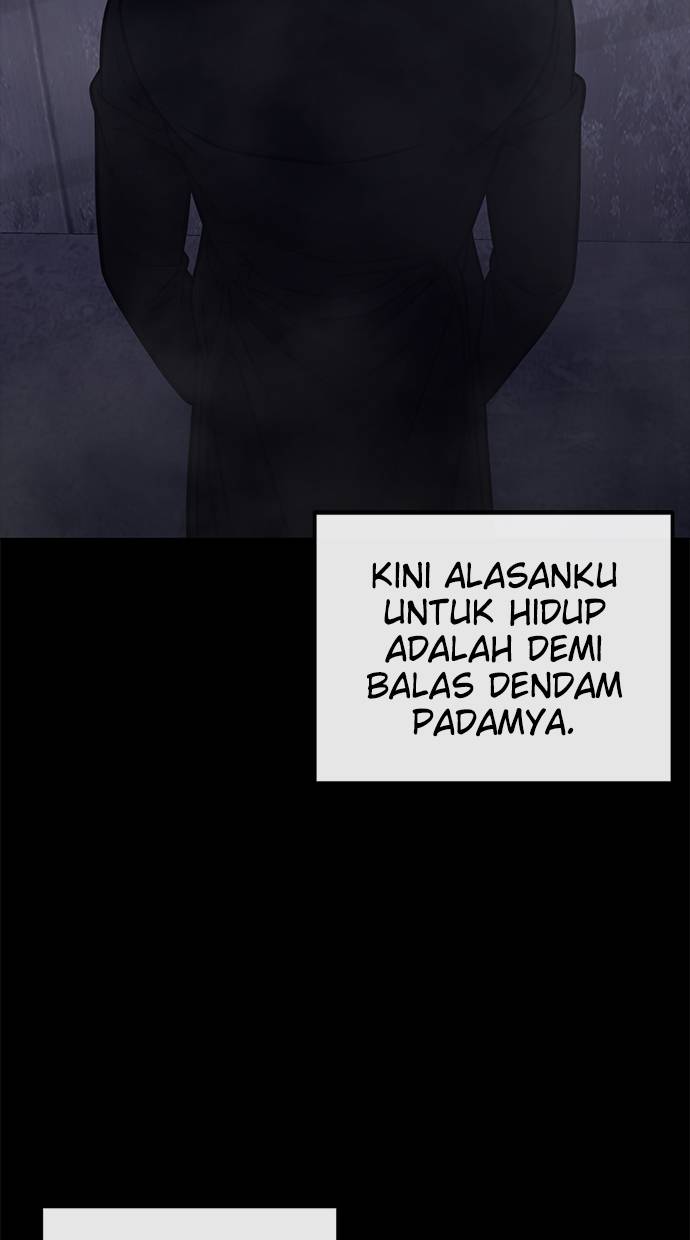 KINI ALASANKU
UNTUK HIDUP
ADALAH DEMI
BALAS DENDAM
PADAMYA.